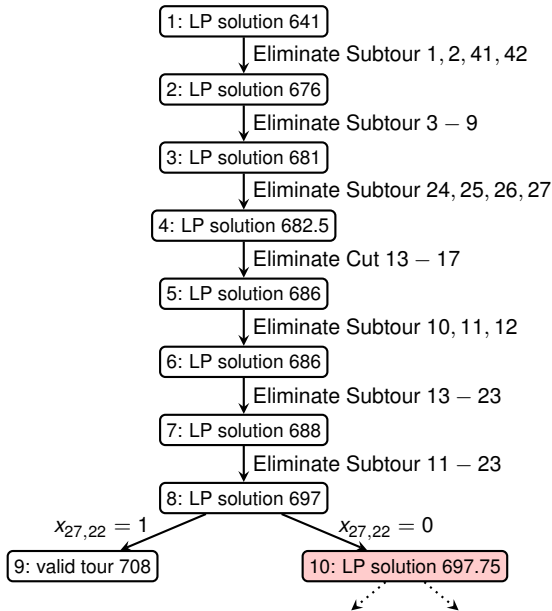 1: LP solution 641
Eliminate Subtour 1, 2, 41, 42
2: LP solution 676
Eliminate Subtour 3 − 9
3: LP solution 681
Eliminate Subtour 24, 25, 26, 27
4: LP solution 682.5
Eliminate Cut 13 − 17
5: LP solution 686
Eliminate Subtour 10, 11, 12
6: LP solution 686
Eliminate Subtour 13 − 23
7: LP solution 688
Eliminate Subtour 11 − 23
8: LP solution 697
x27,22 = 1
x27,22 = 0
9: valid tour 708
10: LP solution 697.75